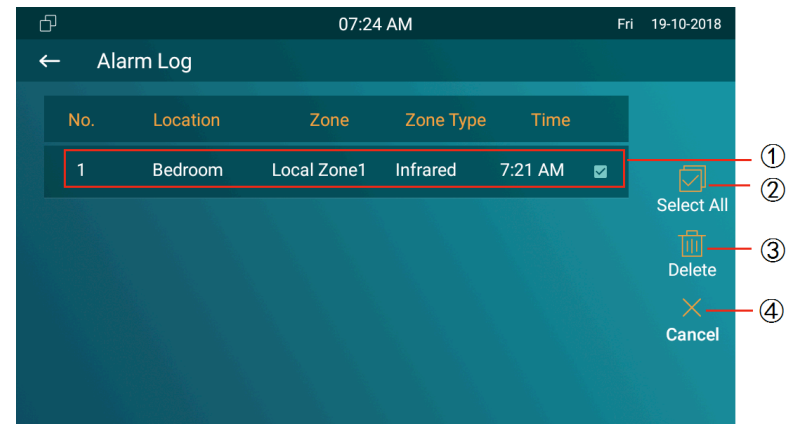 07:24 AM Fri 19-10-2018
Alarm Log
No. Location Zone Zone Type Time
1 Bedroom Local Zone1 Infrared 7:21 AM
①
②
Select All
③
Delete
④
Cancel